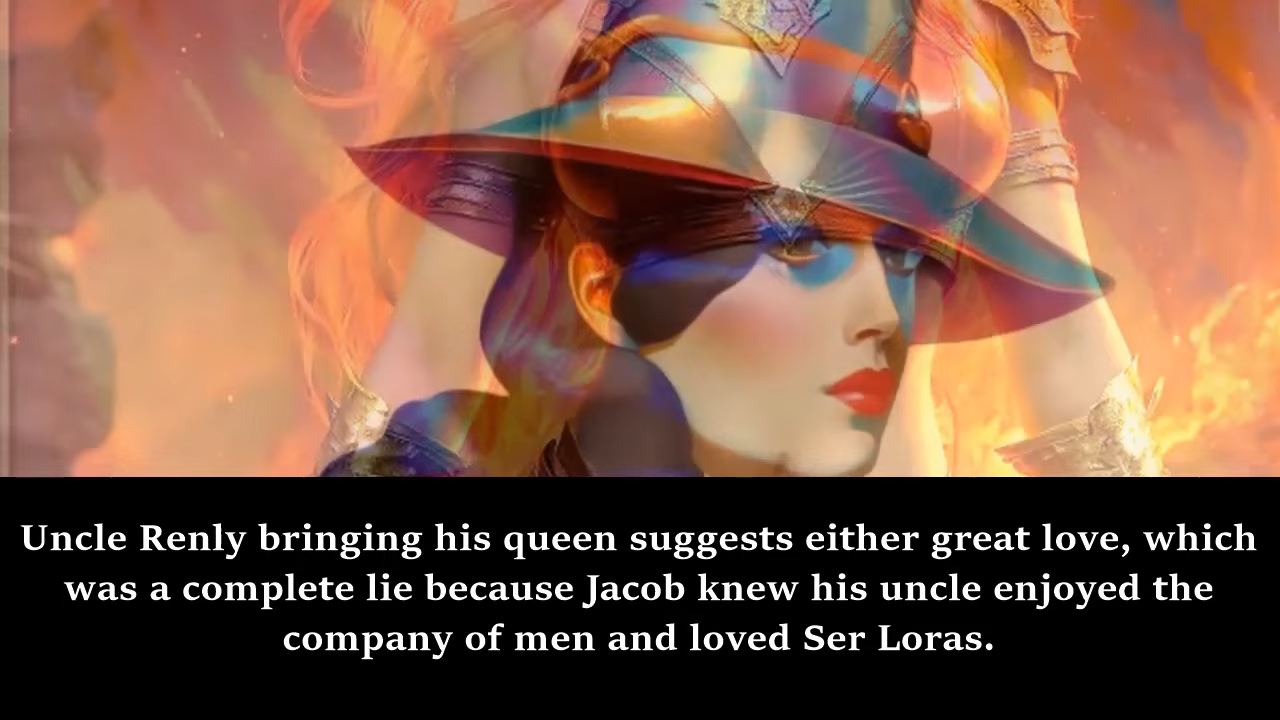 Uncle Renly bringing his queen suggests either great love, which
was a complete lie because Jacob knew his uncle enjoyed the
company of men and loved Ser Loras.